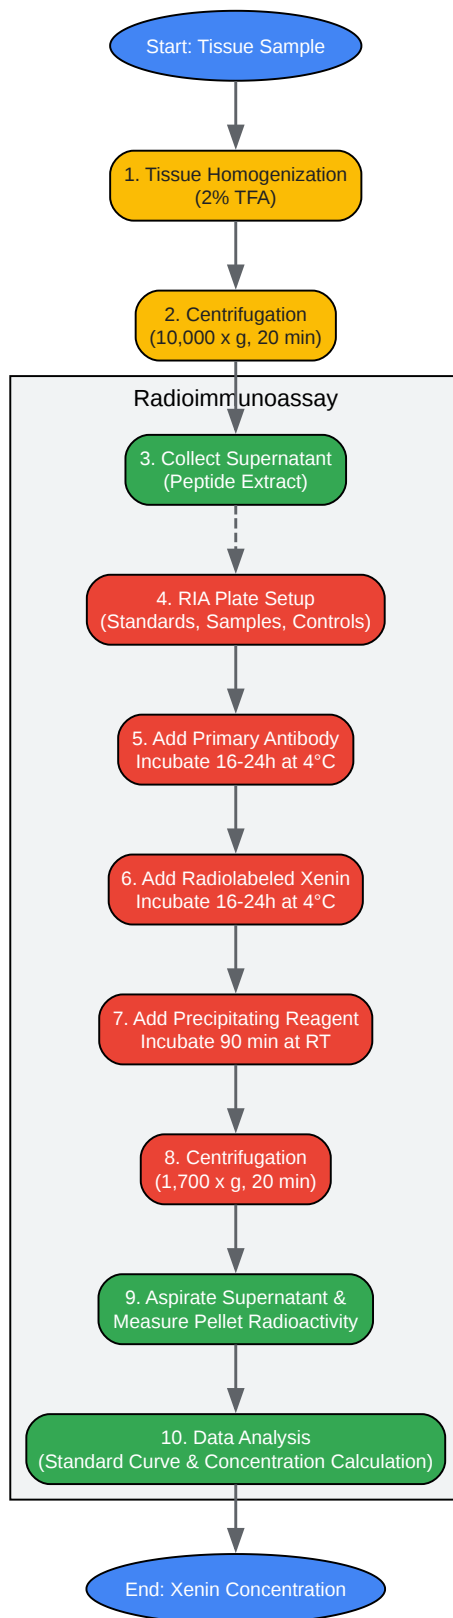 Start: Tissue Sample
1. Tissue Homogenization
(2% TFA)
2. Centrifugation
(10,000 x g, 20 min)
Radioimmunoassay
3. Collect Supernatant
(Peptide Extract)
4. RIA Plate Setup
(Standards, Samples, Controls)
5. Add Primary Antibody
Incubate 16-24h at 4°C
6. Add Radiolabeled Xenin
Incubate 16-24h at 4°C
7. Add Precipitating Reagent
Incubate 90 min at RT
8. Centrifugation
(1,700 x g, 20 min)
9. Aspirate Supernatant &
Measure Pellet Radioactivity
10. Data Analysis
(Standard Curve & Concentration Calculation)
End: Xenin Concentration